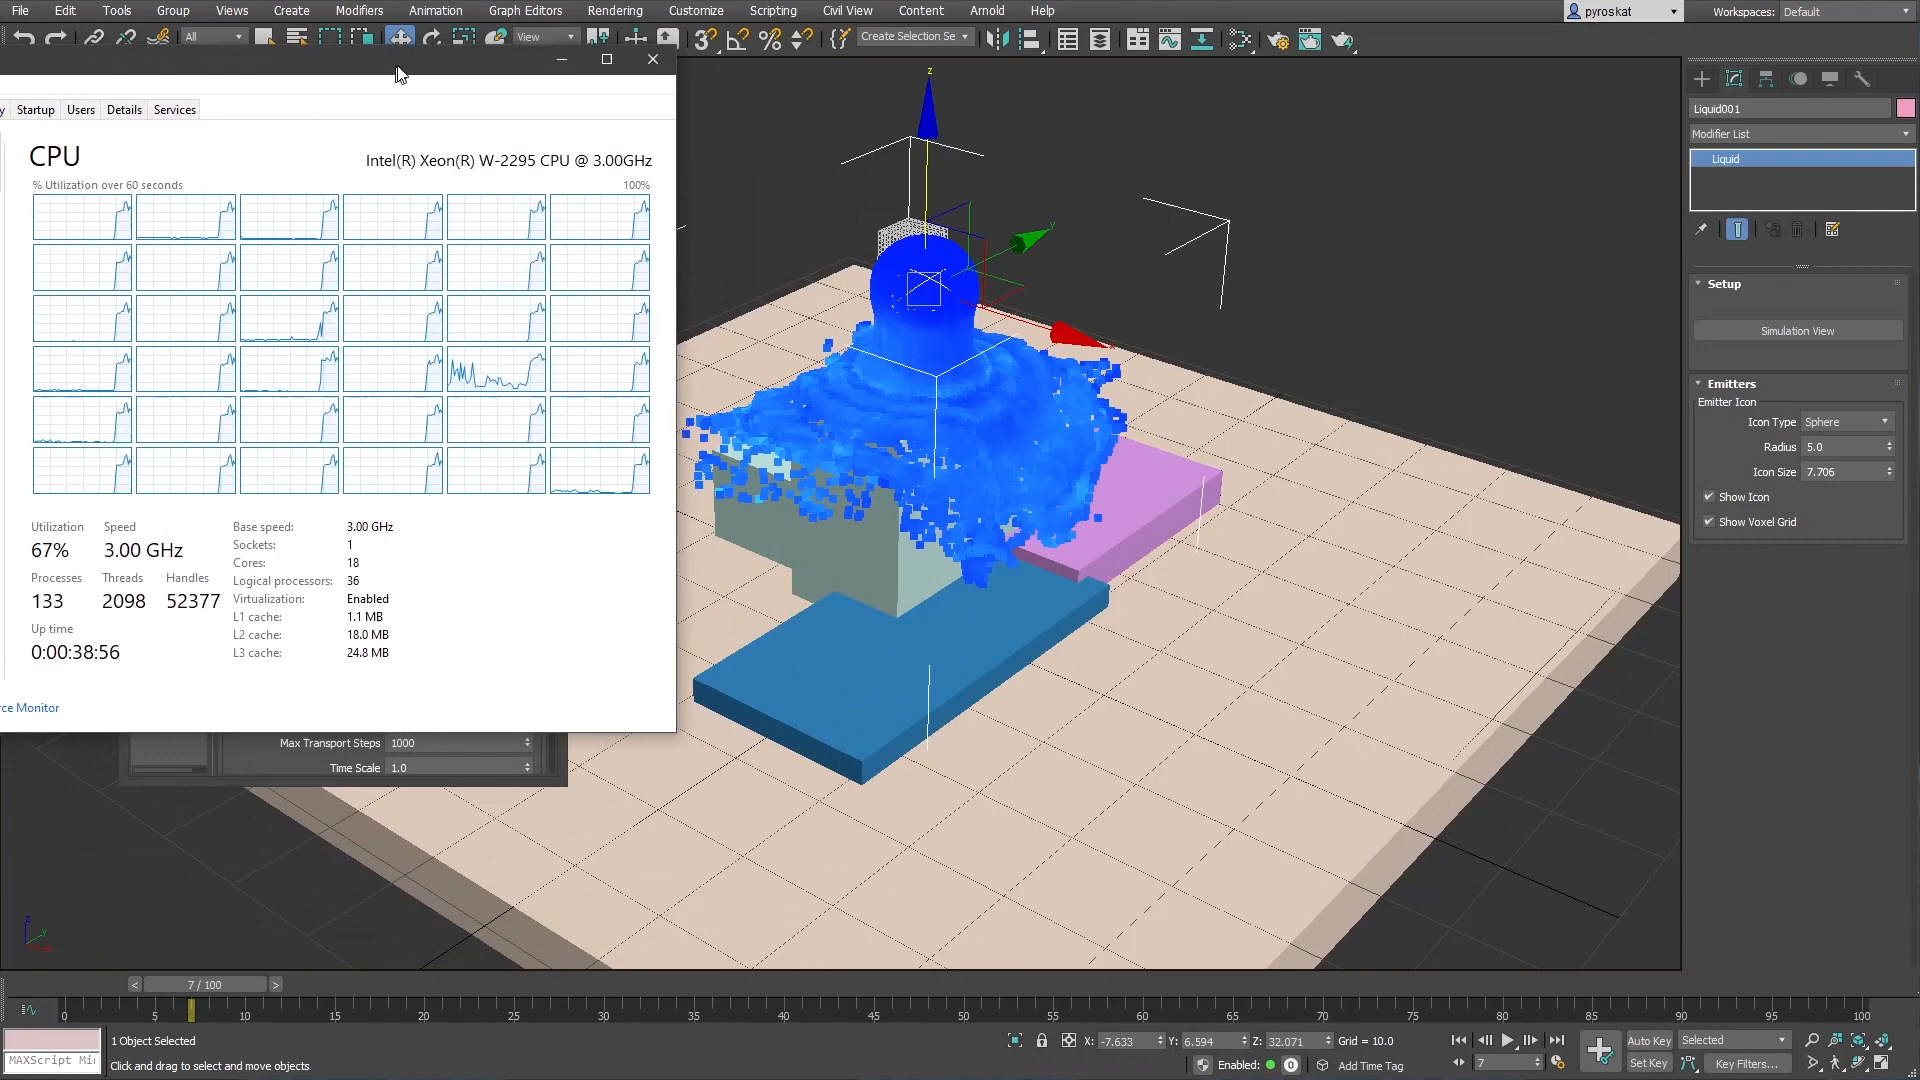 File Edit Tools Group Views Create Modifiers Animation Graph Editors Rendering Customize Scripting Civil View Content Arnold Help
pyroskat
Workspaces: Default
All
View
Create Selection Se
y Startup Users Details Services
CPU
Intel(R) Xeon(R) W-2295 CPU @ 3.00GHz
% Utilization over 60 seconds
100%
Utilization Speed
67% 3.00 GHz
Processes Threads Handles
133 2098 52377
Up time
0:00:38:56
Base speed: 3.00 GHz
Sockets: 1
Cores: 18
Logical processors: 36
Virtualization: Enabled
L1 cache: 1.1 MB
L2 cache: 18.0 MB
L3 cache: 24.8 MB
rce Monitor
Max Transport Steps 1000
Time Scale 1.0
z
y
z
y
Liquid001
Modifier List
Liquid
Setup
Simulation View
Emitters
Emitter Icon
Icon Type Sphere
Radius 5.0
Icon Size 7.706
Show Icon
Show Voxel Grid
< 7 / 100 >
0 5 10 15 20 25 30 35 40 45 50 55 60 65 70 75 80 85 90 95 100
1 Object Selected
MAXScript Mi
Click and drag to select and move objects
X: -7.633 Y: 6.594 Z: 32.071 Grid = 10.0
Enabled: 0 Add Time Tag
7
Auto Key Selected
Set Key Key Filters...